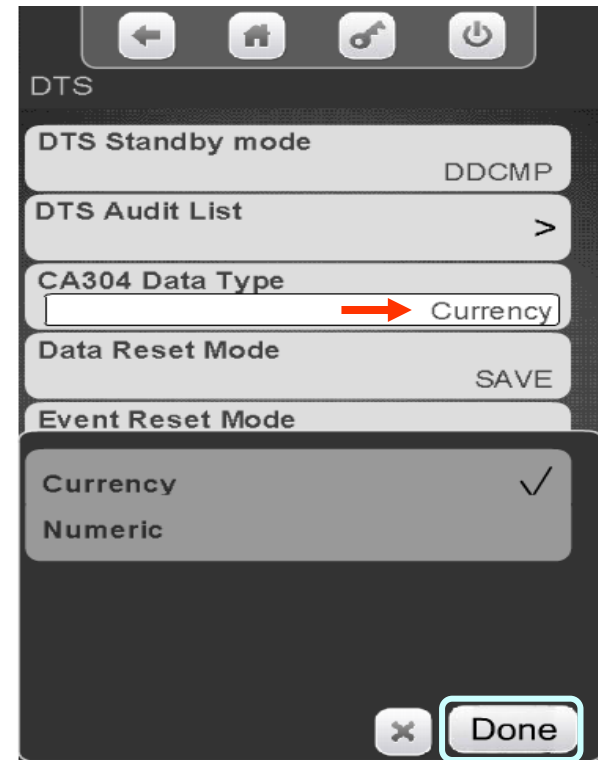 DTS
DTS Standby mode
DDCMP
DTS Audit List
>
CA304 Data Type
Currency
Data Reset Mode
SAVE
Event Reset Mode
Currency
Numeric
Done